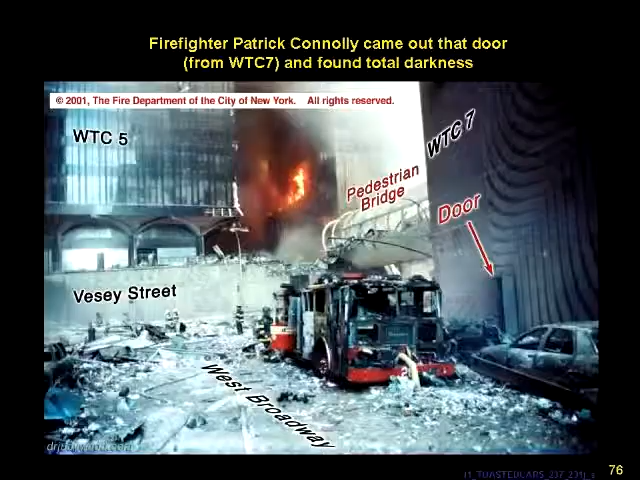 Firefighter Patrick Connolly came out that door
(from WTC7) and found total darkness
© 2001, The Fire Department of the City of New York. All rights reserved.
WTC 5
WTC 7
Pedestrian
Bridge
Door
Vesey Street
West Broadway
76